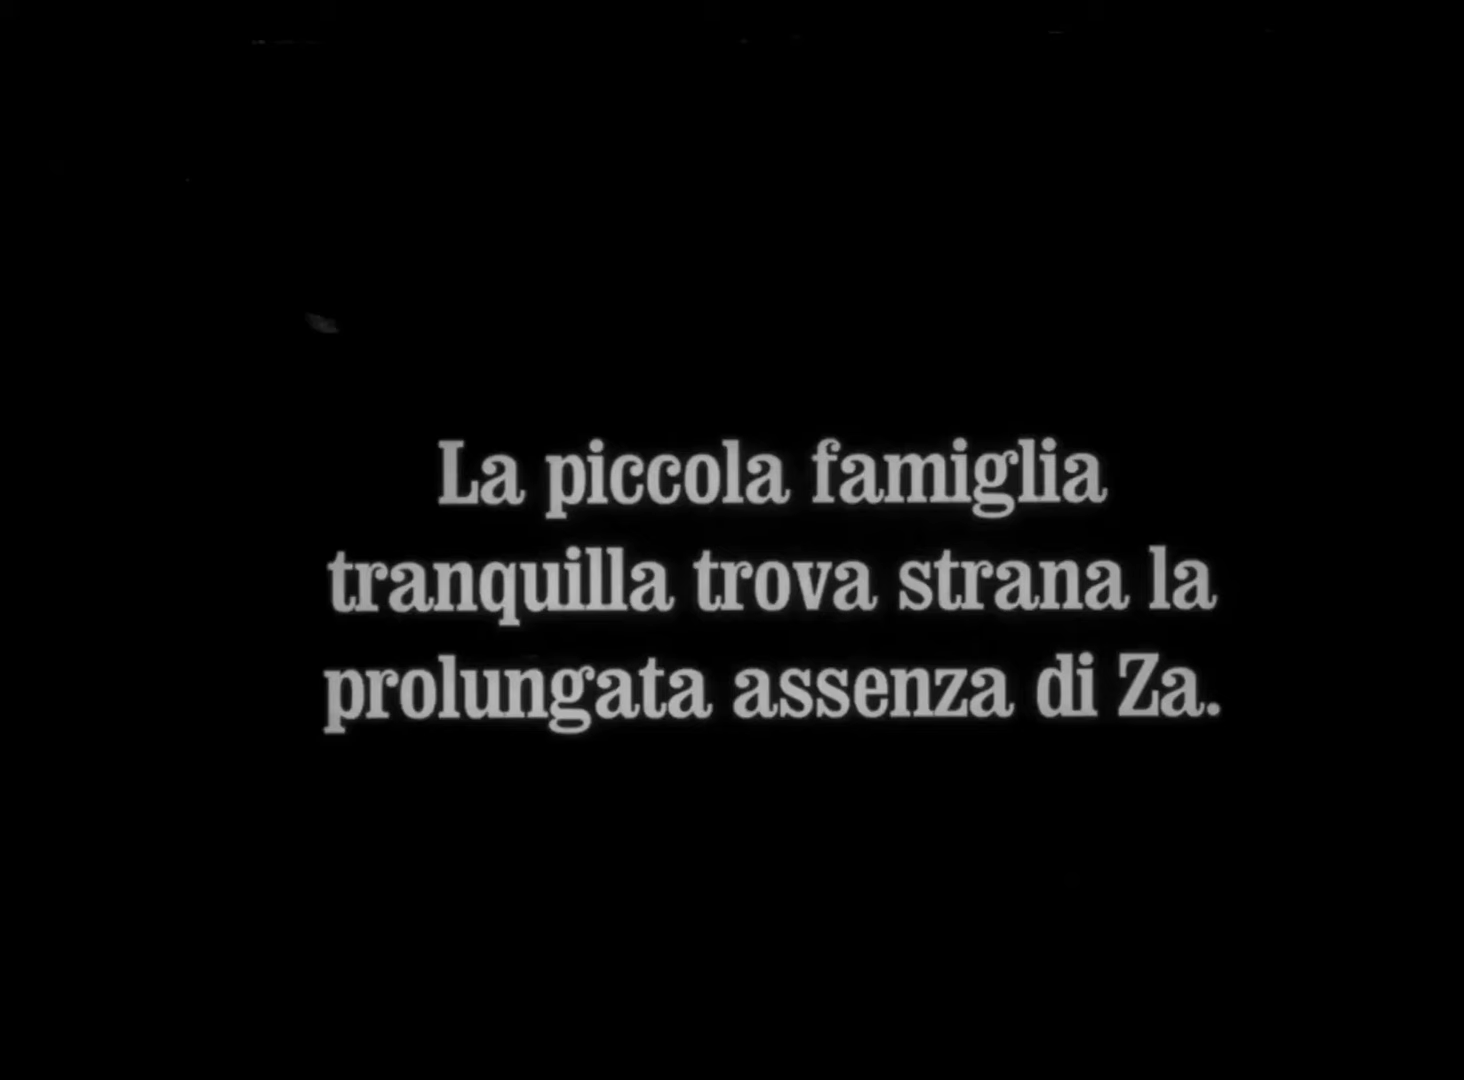 La piccola famiglia
tranquilla trova strana la
prolungata assenza di Za.